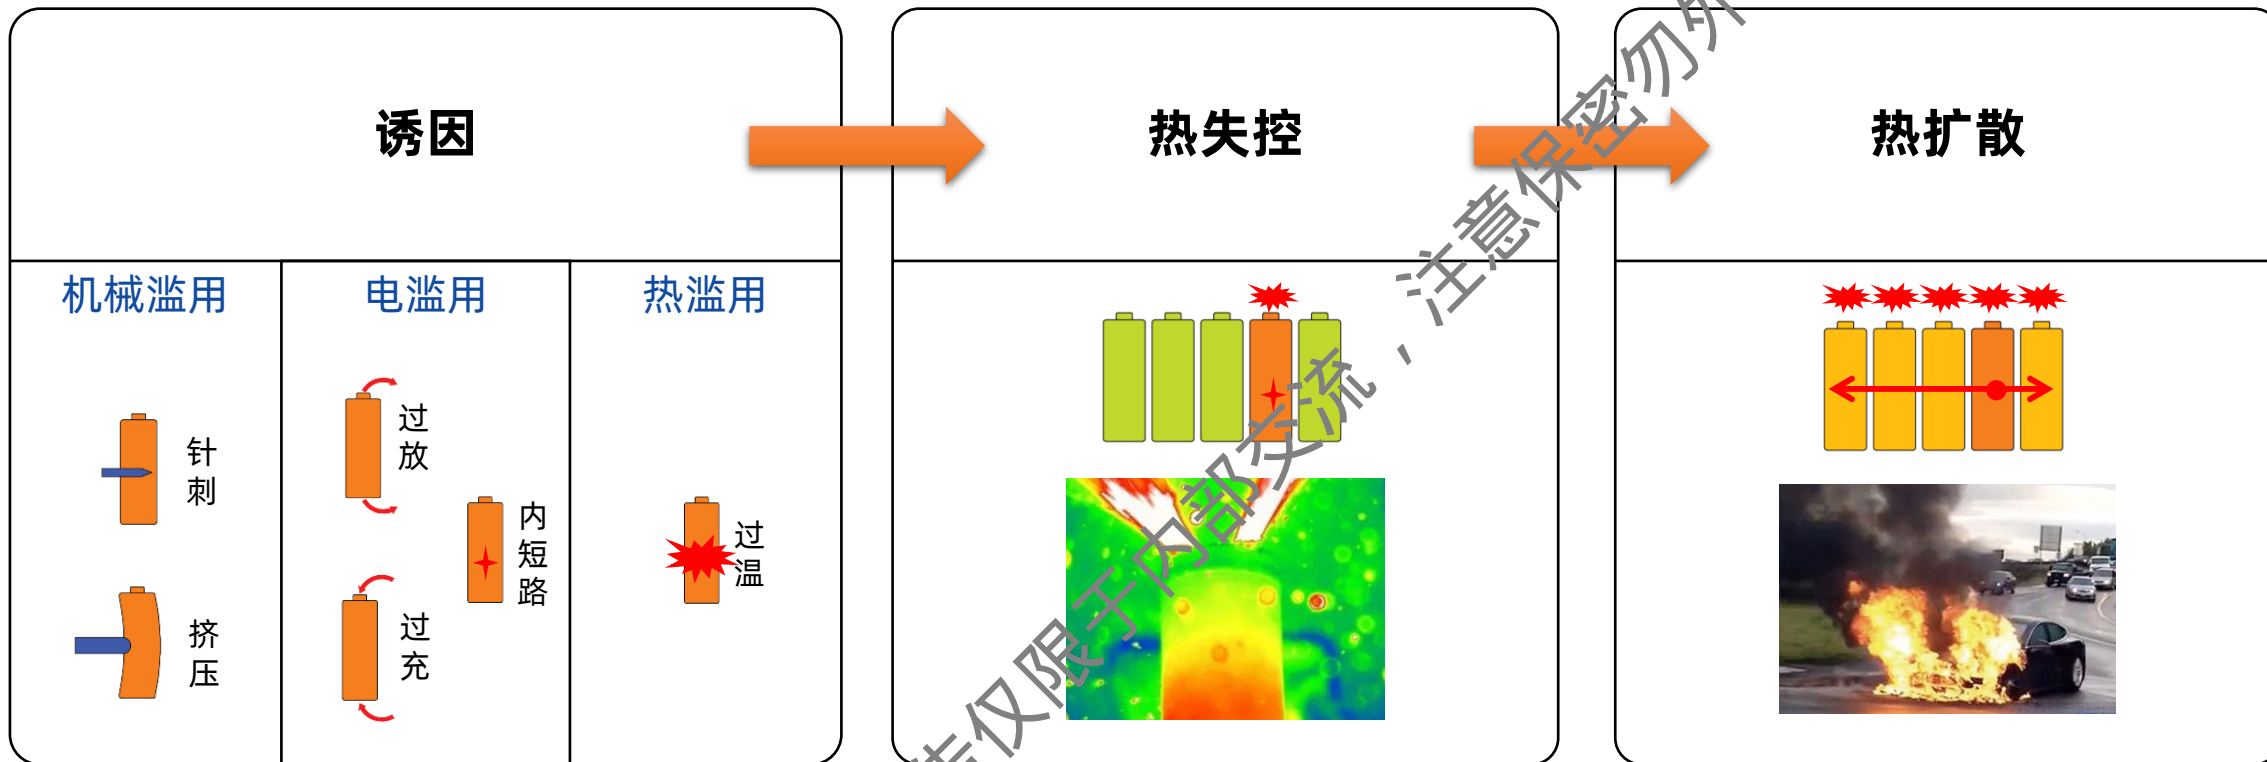 诱因
热失控
热扩散
机械滥用
电滥用
热滥用
针刺
挤压
过放
过充
内短路
过温
告仅限于内部交流，注意保密勿外